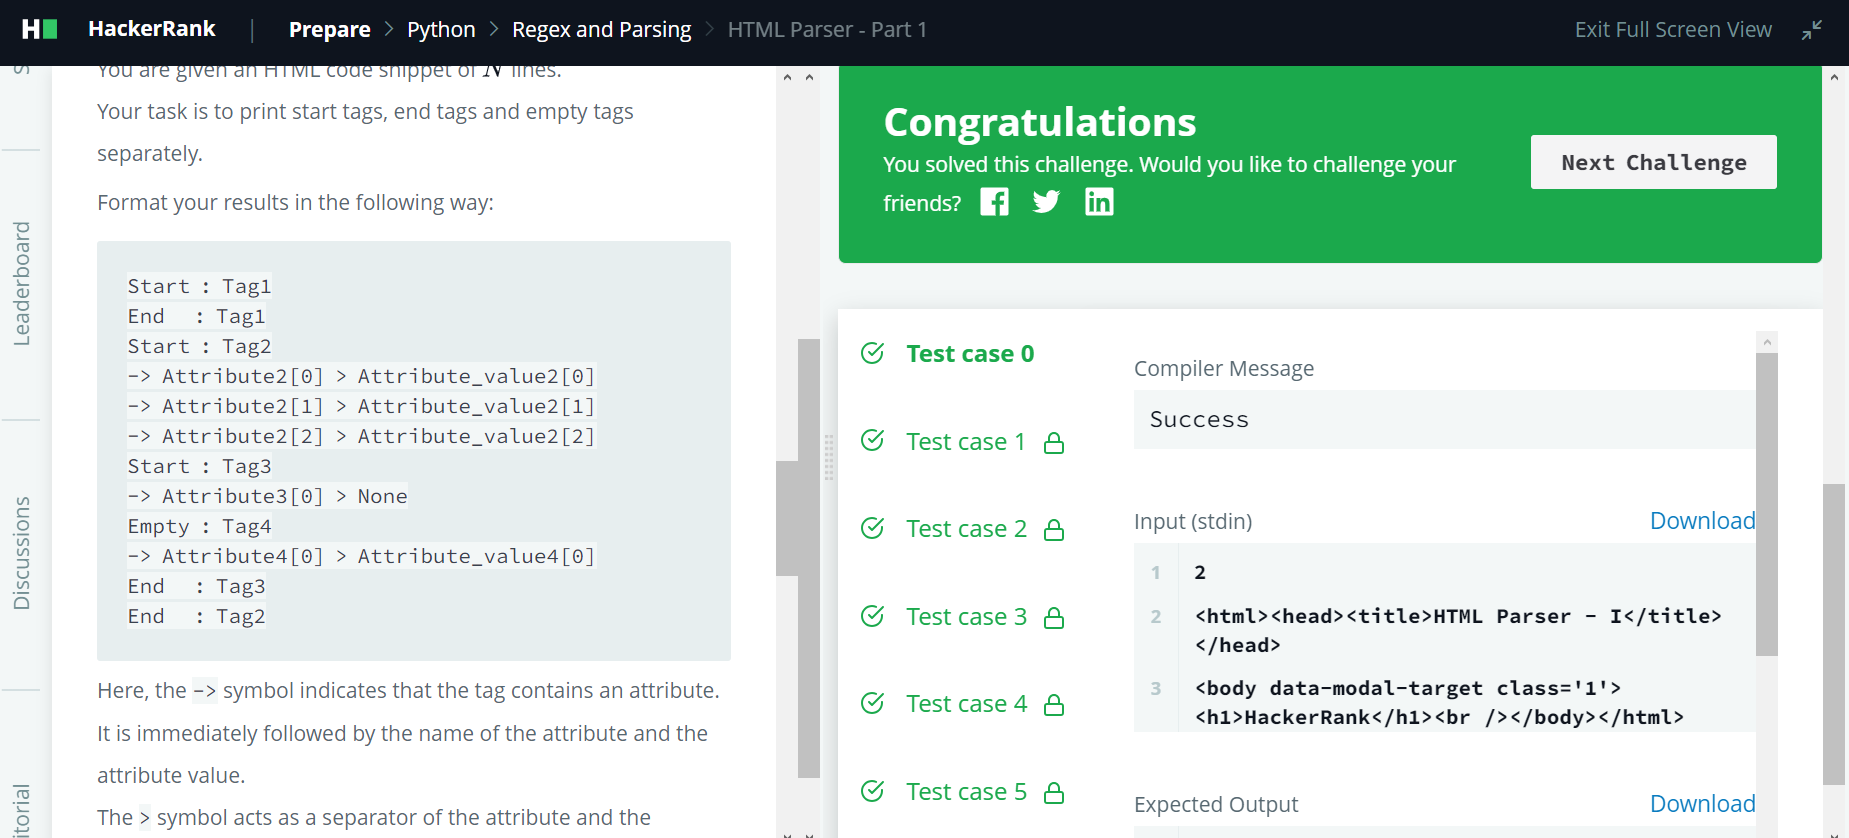 HackerRank | Prepare > Python > Regex and Parsing > HTML Parser - Part 1
Exit Full Screen View
Leaderboard
Discussions
itorial
You are given an HTML code snippet of N lines.
Your task is to print start tags, end tags and empty tags
separately.
Format your results in the following way:
Start : Tag1
End   : Tag1
Start : Tag2
-> Attribute2[0] > Attribute_value2[0]
-> Attribute2[1] > Attribute_value2[1]
-> Attribute2[2] > Attribute_value2[2]
Start : Tag3
-> Attribute3[0] > None
Empty : Tag4
-> Attribute4[0] > Attribute_value4[0]
End   : Tag3
End   : Tag2
Here, the -> symbol indicates that the tag contains an attribute.
It is immediately followed by the name of the attribute and the
attribute value.
The > symbol acts as a separator of the attribute and the
Congratulations
You solved this challenge. Would you like to challenge your
friends?
Next Challenge
Test case 0
Test case 1
Test case 2
Test case 3
Test case 4
Test case 5
Compiler Message
Success
Input (stdin)
Download
1 2
2 <html><head><title>HTML Parser - I</title>
</head>
3 <body data-modal-target class='1'>
<h1>HackerRank</h1><br /></body></html>
Expected Output
Download